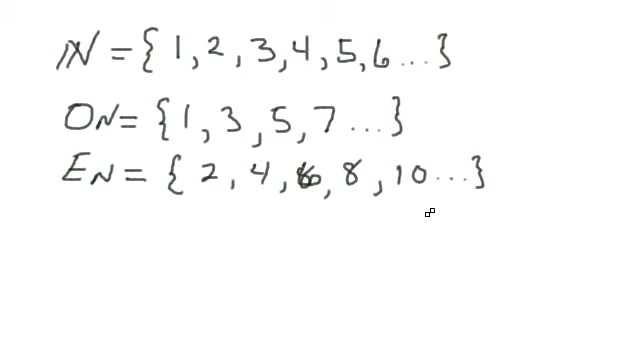 ℕ = { 1, 2, 3, 4, 5, 6 ... }
ON = { 1, 3, 5, 7 ... }
EN = { 2, 4, 6, 8, 10 ... }